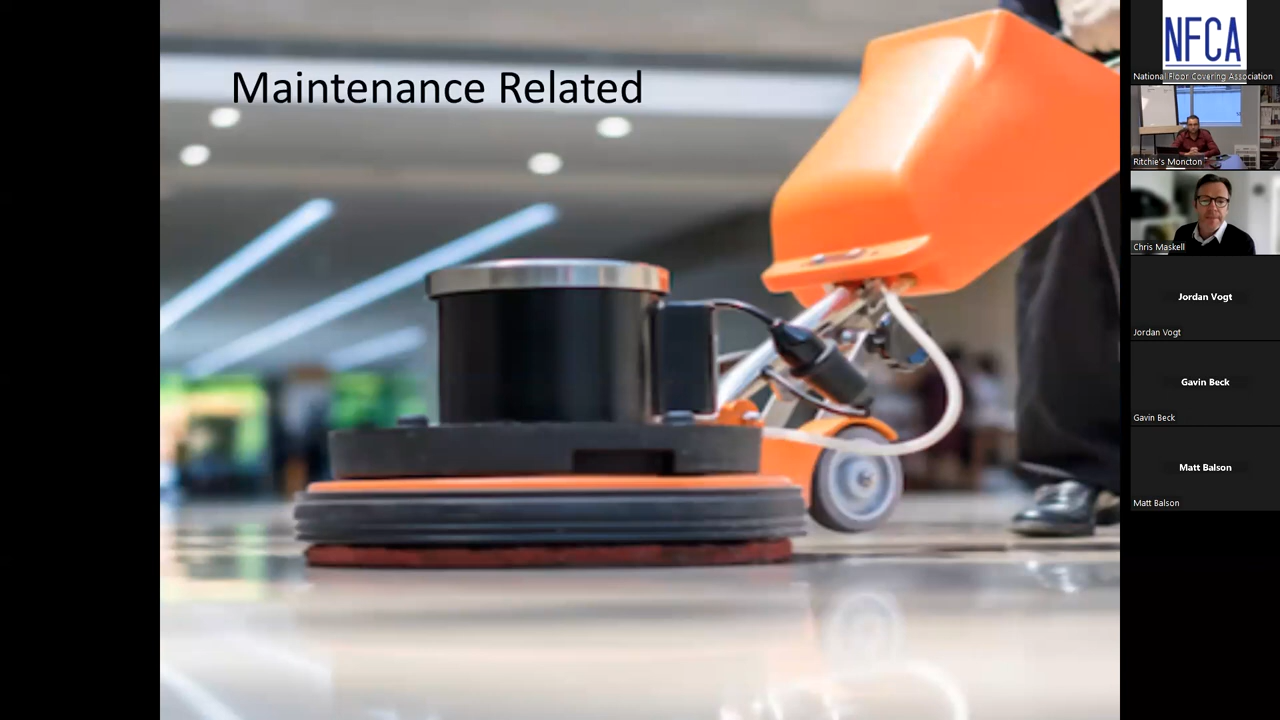 Maintenance Related
NFCA
National Floor Covering Association
Ritchie's Moncton
Chris Maskell
Jordan Vogt
Jordan Vogt
Gavin Beck
Gavin Beck
Matt Balson
Matt Balson